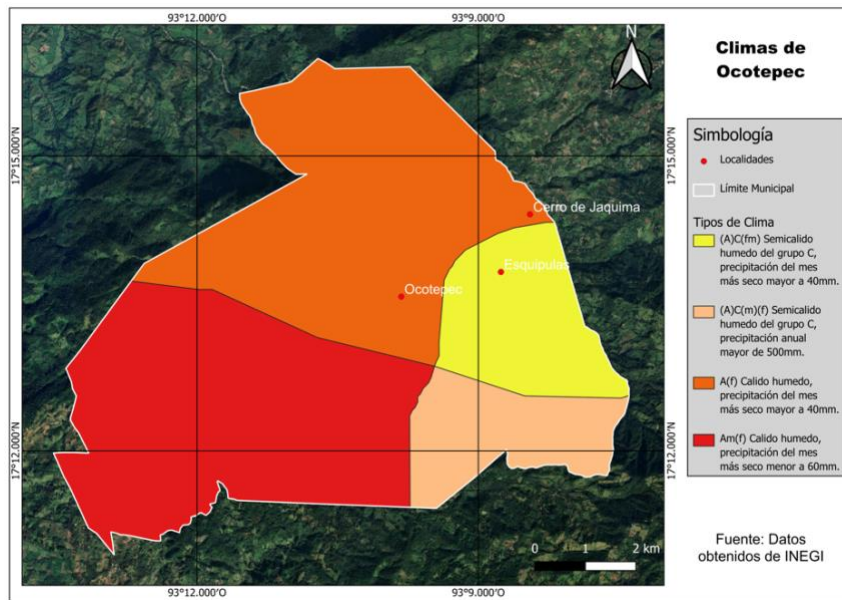 93°12.000'O
93°9.000'O
N
17°15.000'N
17°12.000'N
17°15.000'N
17°12.000'N
Cerro de Jaquima
Esquipulas
Ocotepec
0 1 2 km
93°12.000'O
93°9.000'O
Climas de
Ocotepec
Simbología
Localidades
Límite Municipal
Tipos de Clima
(A)C(fm) Semicalido
humedo del grupo C,
precipitación del mes
más seco mayor a 40mm.
(A)C(m)(f) Semicalido
humedo del grupo C,
precipitación anual
mayor de 500mm.
A(f) Calido humedo,
precipitación del mes
más seco mayor a 40mm.
Am(f) Calido humedo,
precipitación del mes
más seco menor a 60mm.
Fuente: Datos
obtenidos de INEGI